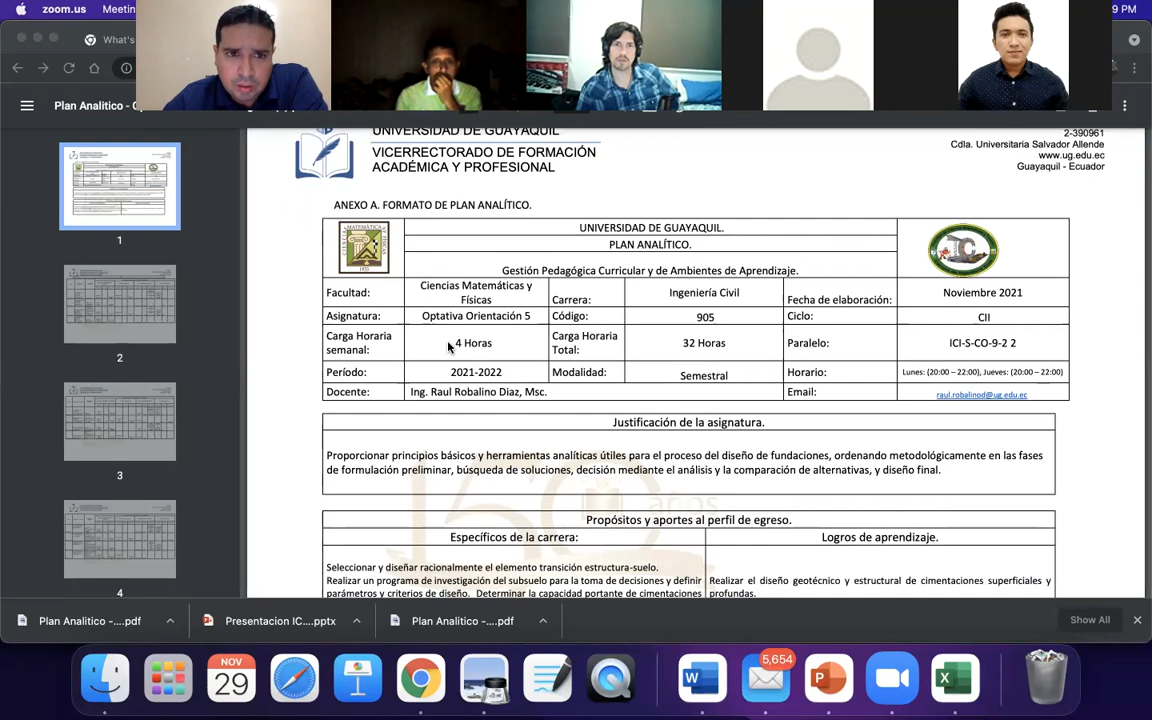 zoom.us Meetin
9 PM
What's
Plan Analitico - 
UNIVERSIDAD DE GUAYAQUIL
VICERRECTORADO DE FORMACIÓN
ACADÉMICA Y PROFESIONAL
2-390961
Cdla. Universitaria Salvador Allende
www.ug.edu.ec
Guayaquil - Ecuador
ANEXO A. FORMATO DE PLAN ANALÍTICO.
UNIVERSIDAD DE GUAYAQUIL.
PLAN ANALÍTICO.
Gestión Pedagógica Curricular y de Ambientes de Aprendizaje.
Facultad: Ciencias Matemáticas y Físicas Carrera: Ingeniería Civil Fecha de elaboración: Noviembre 2021
Asignatura: Optativa Orientación 5 Código: 905 Ciclo: CII
Carga Horaria semanal: 4 Horas Carga Horaria Total: 32 Horas Paralelo: ICI-S-CO-9-2 2
Período: 2021-2022 Modalidad: Semestral Horario: Lunes: (20:00 – 22:00), Jueves: (20:00 – 22:00)
Docente: Ing. Raul Robalino Diaz, Msc. Email: raul.robalinod@ug.edu.ec
Justificación de la asignatura.
Proporcionar principios básicos y herramientas analíticas útiles para el proceso del diseño de fundaciones, ordenando metodológicamente en las fases
de formulación preliminar, búsqueda de soluciones, decisión mediante el análisis y la comparación de alternativas, y diseño final.
150 años
Propósitos y aportes al perfil de egreso.
Específicos de la carrera: Logros de aprendizaje.
Seleccionar y diseñar racionalmente el elemento transición estructura-suelo.
Realizar un programa de investigación del subsuelo para la toma de decisiones y definir
parámetros y criterios de diseño. Determinar la capacidad portante de cimentaciones
Realizar el diseño geotécnico y estructural de cimentaciones superficiales y
profundas.
1
2
3
4
Plan Analitico -....pdf Presentacion IC....pptx Plan Analitico -....pdf Show All
NOV
29
5,654
W
P
X